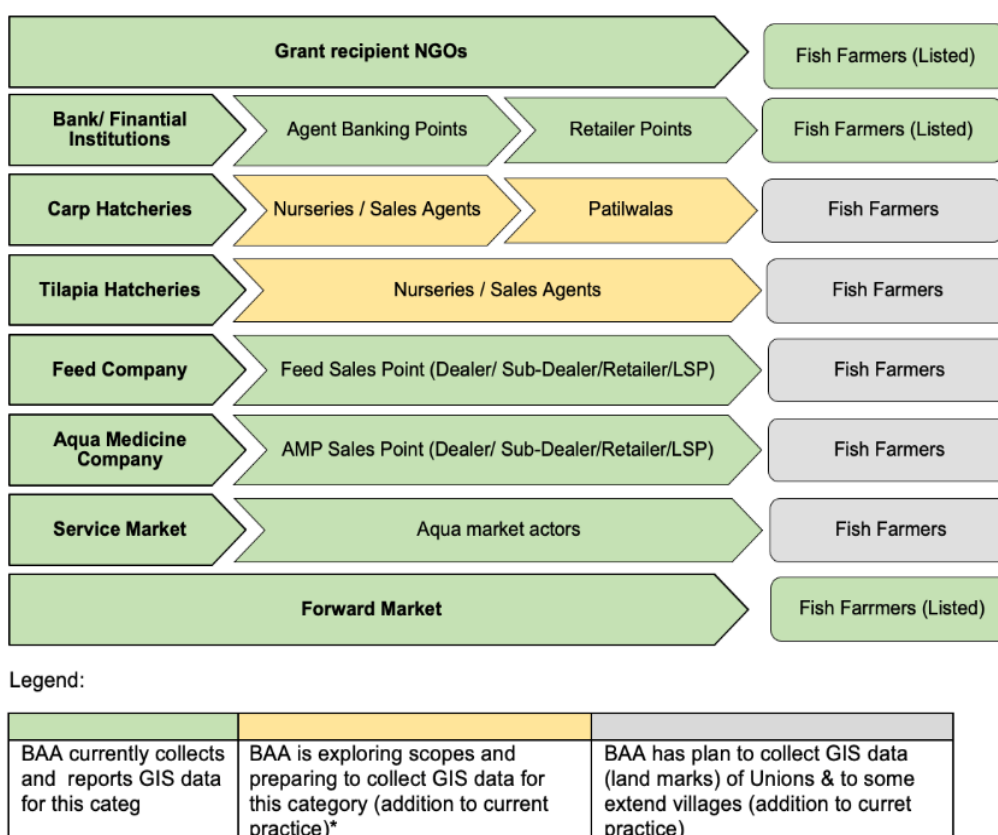 Grant recipient NGOs
Fish Farmers (Listed)
Bank/ Finantial
Institutions
Agent Banking Points
Retailer Points
Fish Farmers (Listed)
Carp Hatcheries
Nurseries / Sales Agents
Patilwalas
Fish Farmers
Tilapia Hatcheries
Nurseries / Sales Agents
Fish Farmers
Feed Company
Feed Sales Point (Dealer/ Sub-Dealer/Retailer/LSP)
Fish Farmers
Aqua Medicine
Company
AMP Sales Point (Dealer/ Sub-Dealer/Retailer/LSP)
Fish Farmers
Service Market
Aqua market actors
Fish Farmers
Forward Market
Fish Farrmers (Listed)
Legend:
BAA currently collects
and reports GIS data
for this categ
BAA is exploring scopes and
preparing to collect GIS data for
this category (addition to current
practice)*
BAA has plan to collect GIS data
(land marks) of Unions & to some
extend villages (addition to curret
practice)